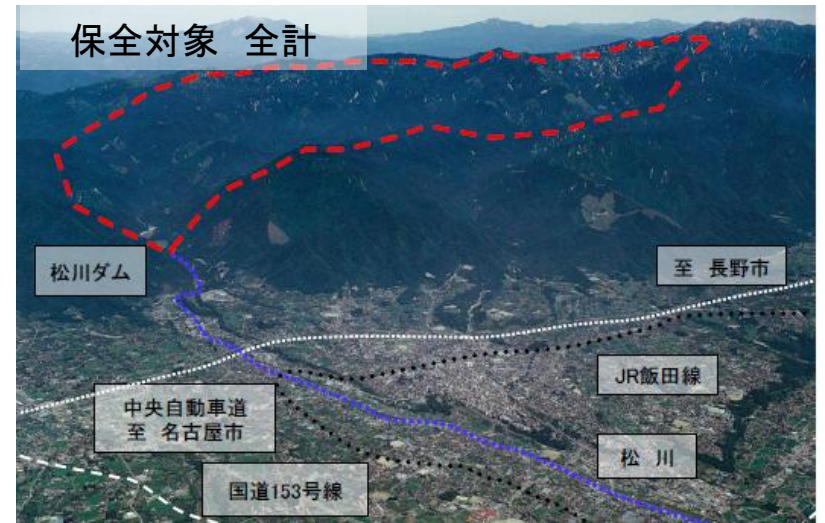 保全対象　全計
松川ダム
至　長野市
JR飯田線
中央自動車道
至　名古屋市
松　川
国道153号線